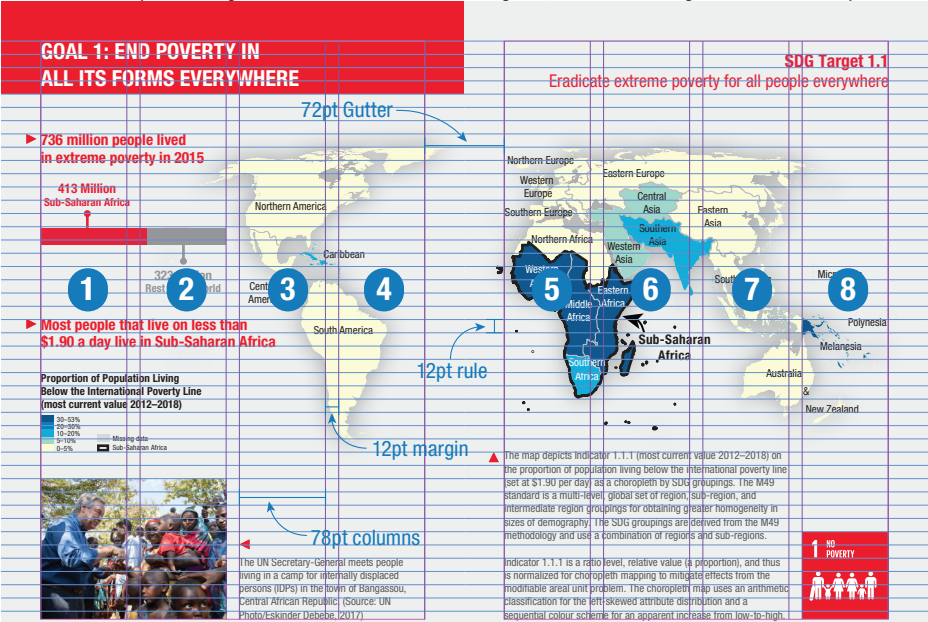 GOAL 1: END POVERTY IN
ALL ITS FORMS EVERYWHERE
SDG Target 1.1
Eradicate extreme poverty for all people everywhere
72pt Gutter
736 million people lived
in extreme poverty in 2015
413 Million
Sub-Saharan Africa
Northern America
Caribbean
South America
Northern Europe
Western
Europe
Southern Europe
Eastern Europe
Central
Asia
Eastern
Asia
Southern
Asia
Western
Asia
Northern Africa
Eastern
Africa
Middle
Africa
Southern
Africa
Sub-Saharan
Africa
Polynesia
Melanesia
Australia
&
New Zealand
1
2
3
4
5
6
7
8
Most people that live on less than
$1.90 a day live in Sub-Saharan Africa
12pt rule
Proportion of Population Living
Below the International Poverty Line
(most current value 2012–2018)
30–53%
20–30%
10–20%
5–10%
0–5%
Missing data
Sub-Saharan Africa
12pt margin
78pt columns
The UN Secretary-General meets people
living in a camp for internally displaced
persons (IDPs) in the town of Bangassou,
Central African Republic. (Source: UN
Photo/Eskinder Debebe, 2017)
The map depicts Indicator 1.1.1 (most current value 2012–2018) on
the proportion of population living below the international poverty line
(set at $1.90 per day) as a choropleth by SDG groupings. The M49
standard is a multi-level, global set of region, sub-region, and
intermediate region groupings for obtaining greater homogeneity in
sizes of demography. The SDG groupings are derived from the M49
methodology and use a combination of regions and sub-regions.
Indicator 1.1.1 is a ratio level, relative value (a proportion), and thus
is normalized for choropleth mapping to mitigate effects from the
modifiable areal unit problem. The choropleth map uses an arithmetic
classification for the left-skewed attribute distribution and a
sequential colour scheme for an apparent increase from low-to-high.
1 NO
POVERTY